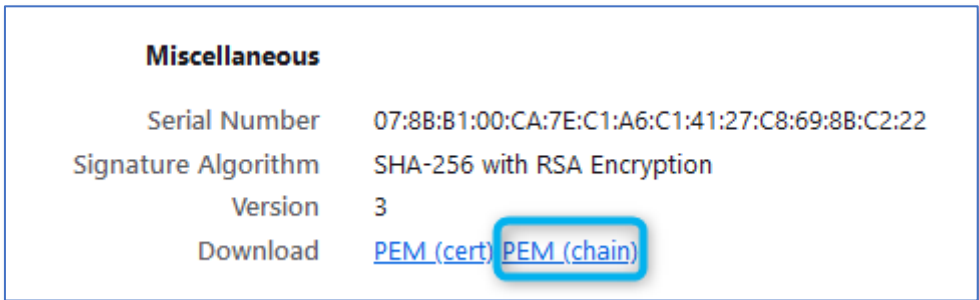 Miscellaneous
Serial Number 07:8B:B1:00:CA:7E:C1:A6:C1:41:27:C8:69:8B:C2:22
Signature Algorithm SHA-256 with RSA Encryption
Version 3
Download PEM (cert) PEM (chain)